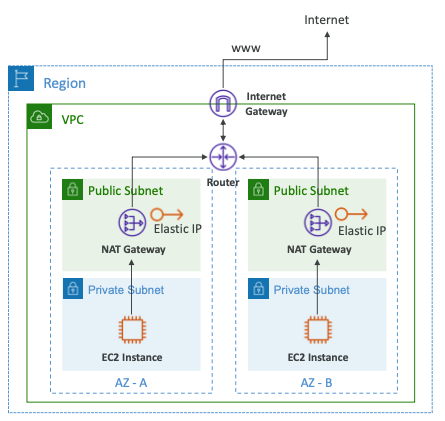 Internet
www
Region
Internet
Gateway
VPC
Router
Public Subnet
Elastic IP
NAT Gateway
Private Subnet
EC2 Instance
AZ - A
Public Subnet
Elastic IP
NAT Gateway
Private Subnet
EC2 Instance
AZ - B